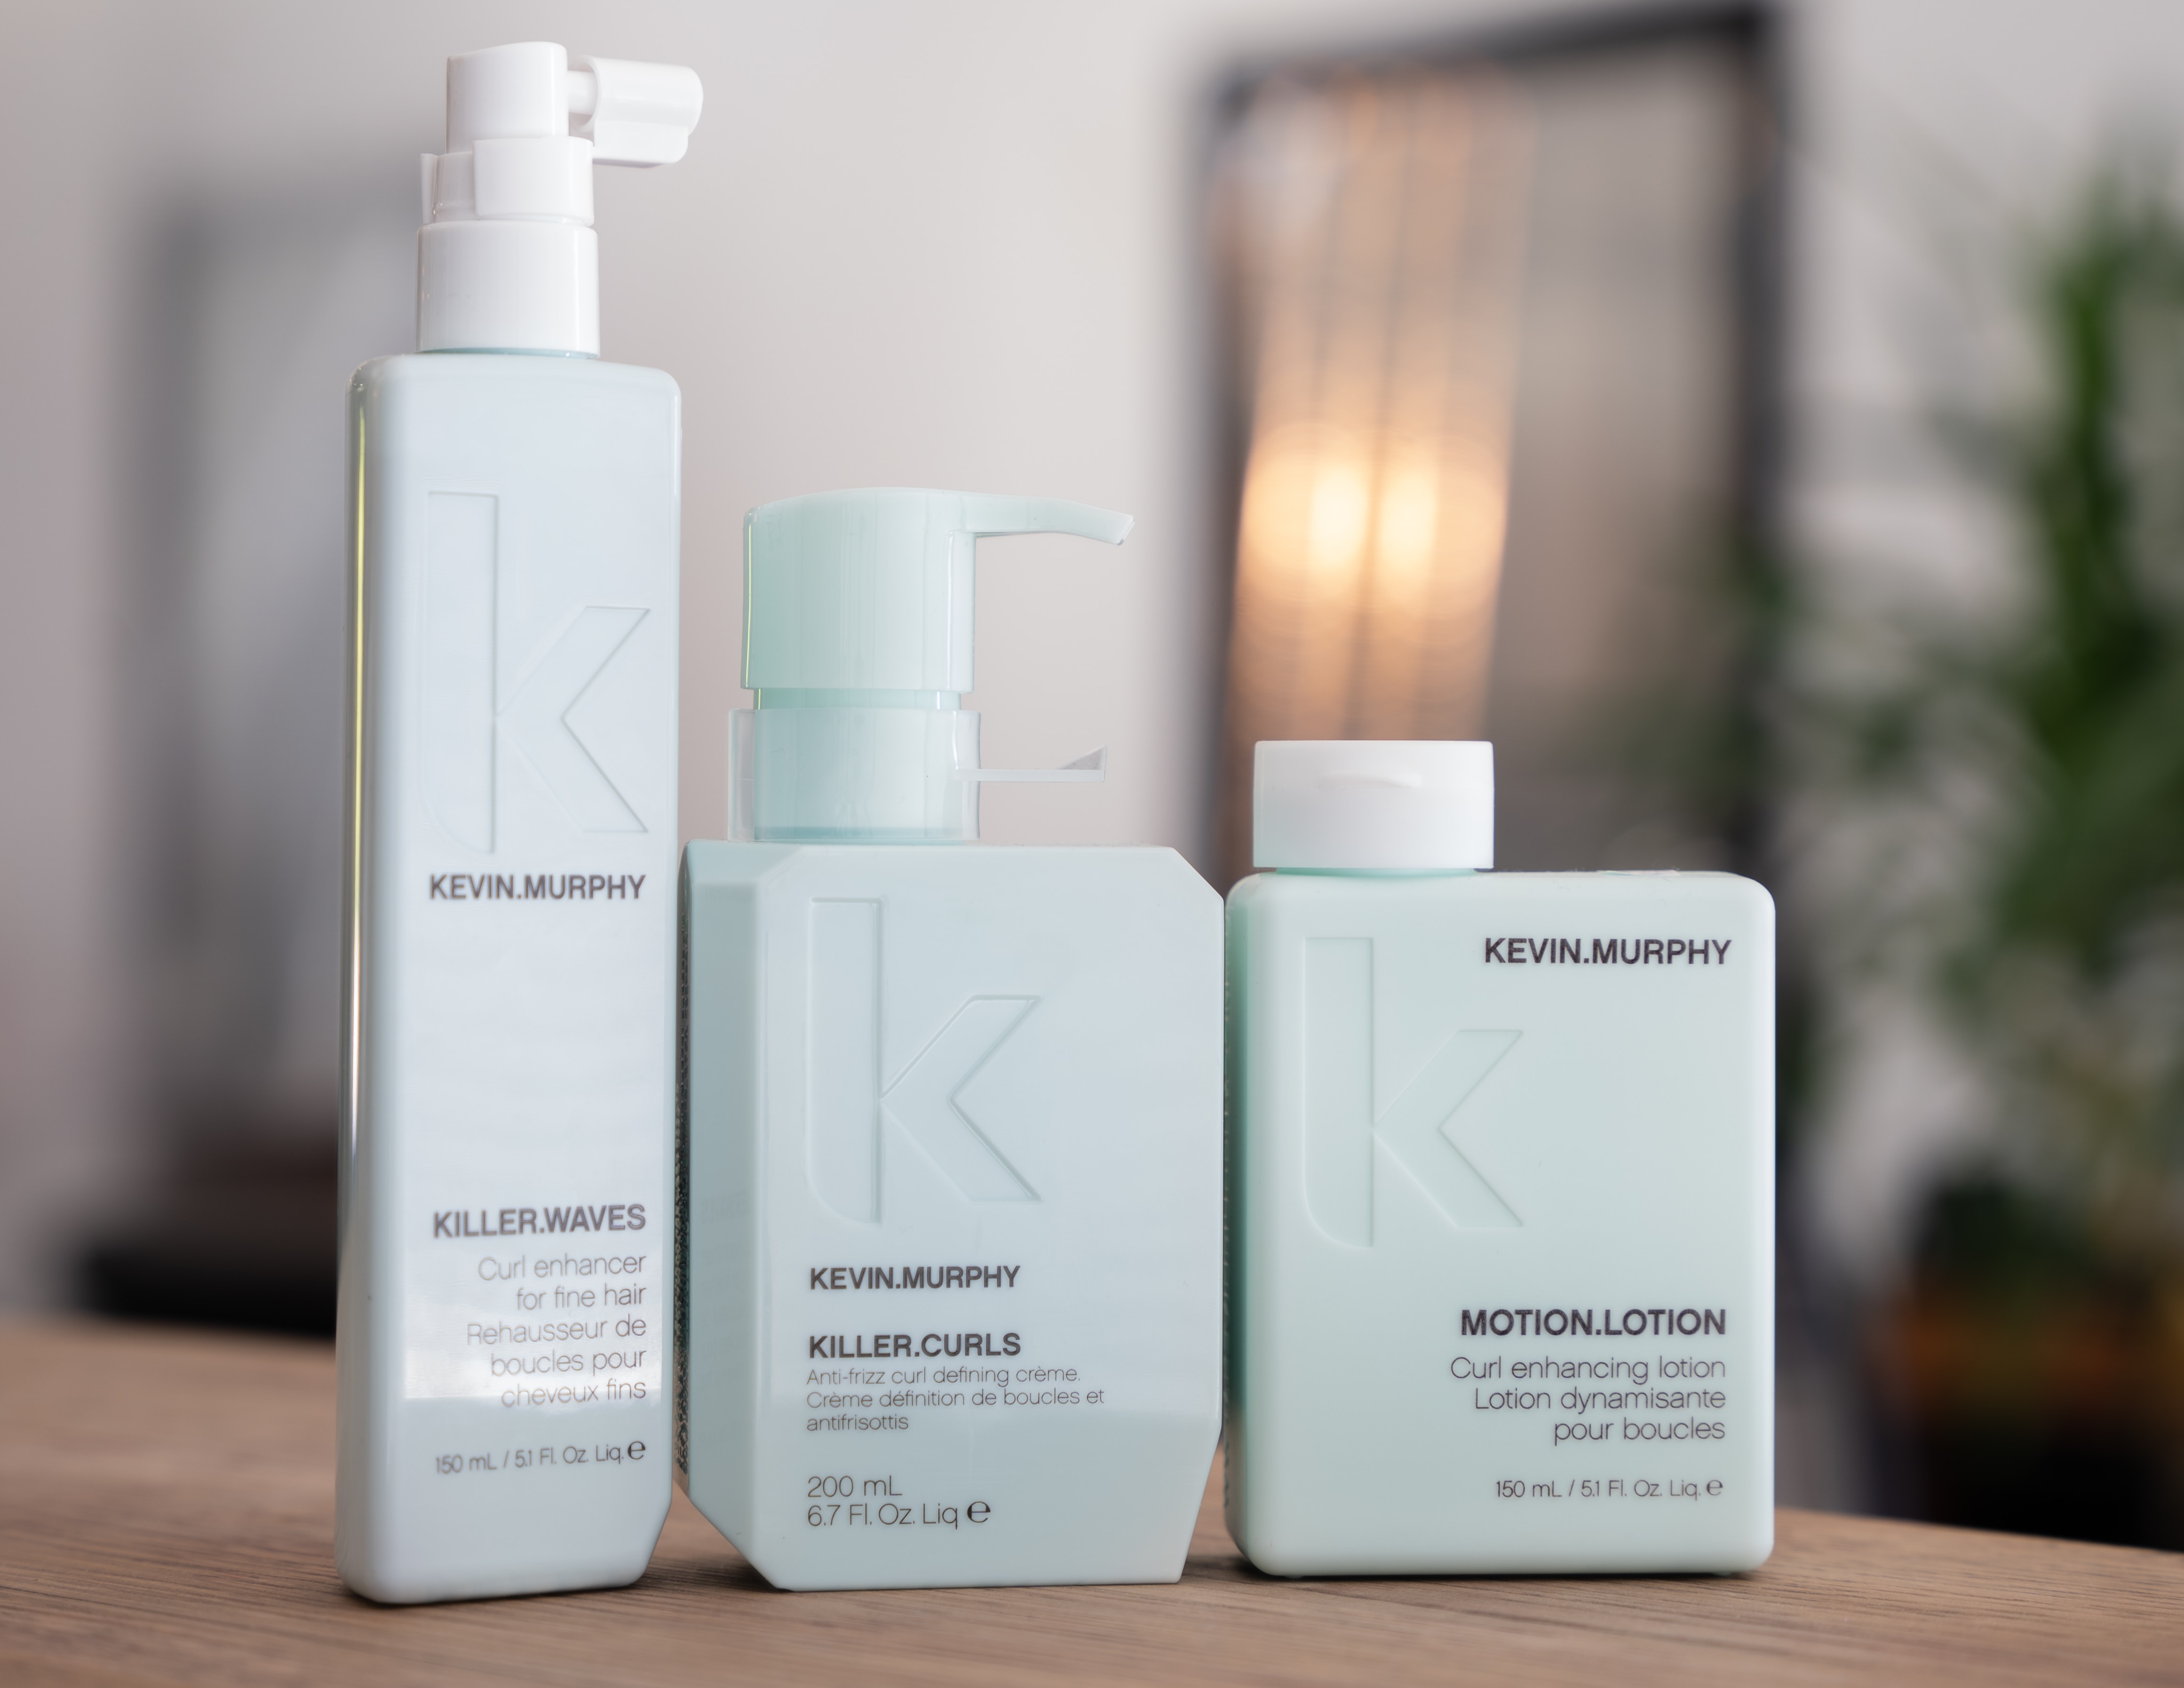 KEVIN.MURPHY
KILLER.WAVES
Curl enhancer
for fine hair
Rehausseur de
boucles pour
cheveux fins
150 mL / 5.1 Fl. Oz. Liq. ℮
k
KEVIN.MURPHY
KILLER.CURLS
Anti-frizz curl defining crème.
Crème définition de boucles et
antifrisottis
200 mL
6.7 Fl. Oz. Liq ℮
k
KEVIN.MURPHY
k
MOTION.LOTION
Curl enhancing lotion
Lotion dynamisante
pour boucles
150 mL / 5.1 Fl. Oz. Liq. ℮
k